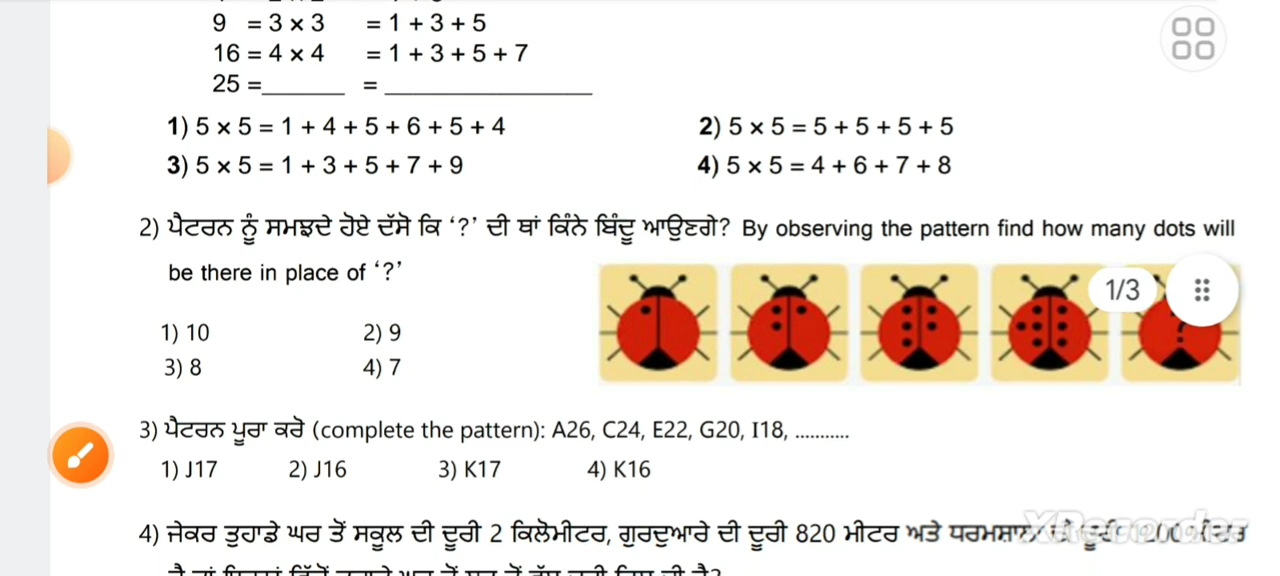 9 = 3 × 3 = 1 + 3 + 5
16 = 4 × 4 = 1 + 3 + 5 + 7
25 =_______ = ________________
1) 5 × 5 = 1 + 4 + 5 + 6 + 5 + 4 2) 5 × 5 = 5 + 5 + 5 + 5
3) 5 × 5 = 1 + 3 + 5 + 7 + 9 4) 5 × 5 = 4 + 6 + 7 + 8
2) ਪੈਟਰਨ ਨੂੰ ਸਮਝਦੇ ਹੋਏ ਦੱਸੋ ਕਿ ‘?’ ਦੀ ਥਾਂ ਕਿੰਨੇ ਬਿੰਦੂ ਆਉਣਗੇ? By observing the pattern find how many dots will
be there in place of ‘?’
1/3
?
1) 10 2) 9
3) 8 4) 7
3) ਪੈਟਰਨ ਪੂਰਾ ਕਰੋ (complete the pattern): A26, C24, E22, G20, I18, ...........
1) J17 2) J16 3) K17 4) K16
4) ਜੇਕਰ ਤੁਹਾਡੇ ਘਰ ਤੋਂ ਸਕੂਲ ਦੀ ਦੂਰੀ 2 ਕਿਲੋਮੀਟਰ, ਗੁਰਦੁਆਰੇ ਦੀ ਦੂਰੀ 820 ਮੀਟਰ ਅਤੇ ਧਰਮਸ਼ਾਲਾ ਦੀ ਦੂਰੀ 1200 ਮੀਟਰ
XRecorder